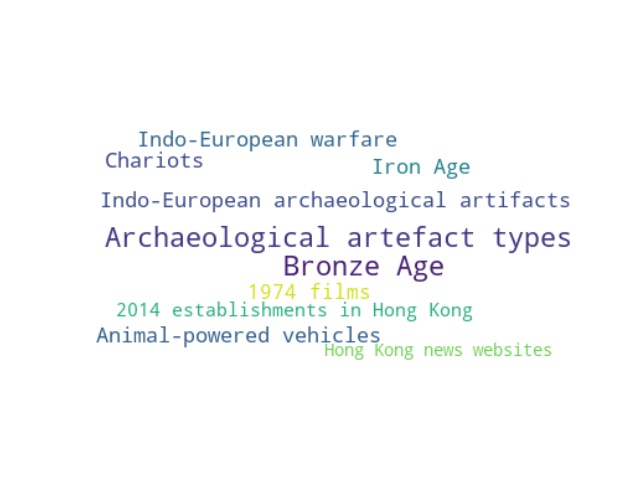 Indo-European warfare
Chariots
Iron Age
Indo-European archaeological artifacts
Archaeological artefact types
Bronze Age
1974 films
2014 establishments in Hong Kong
Animal-powered vehicles
Hong Kong news websites